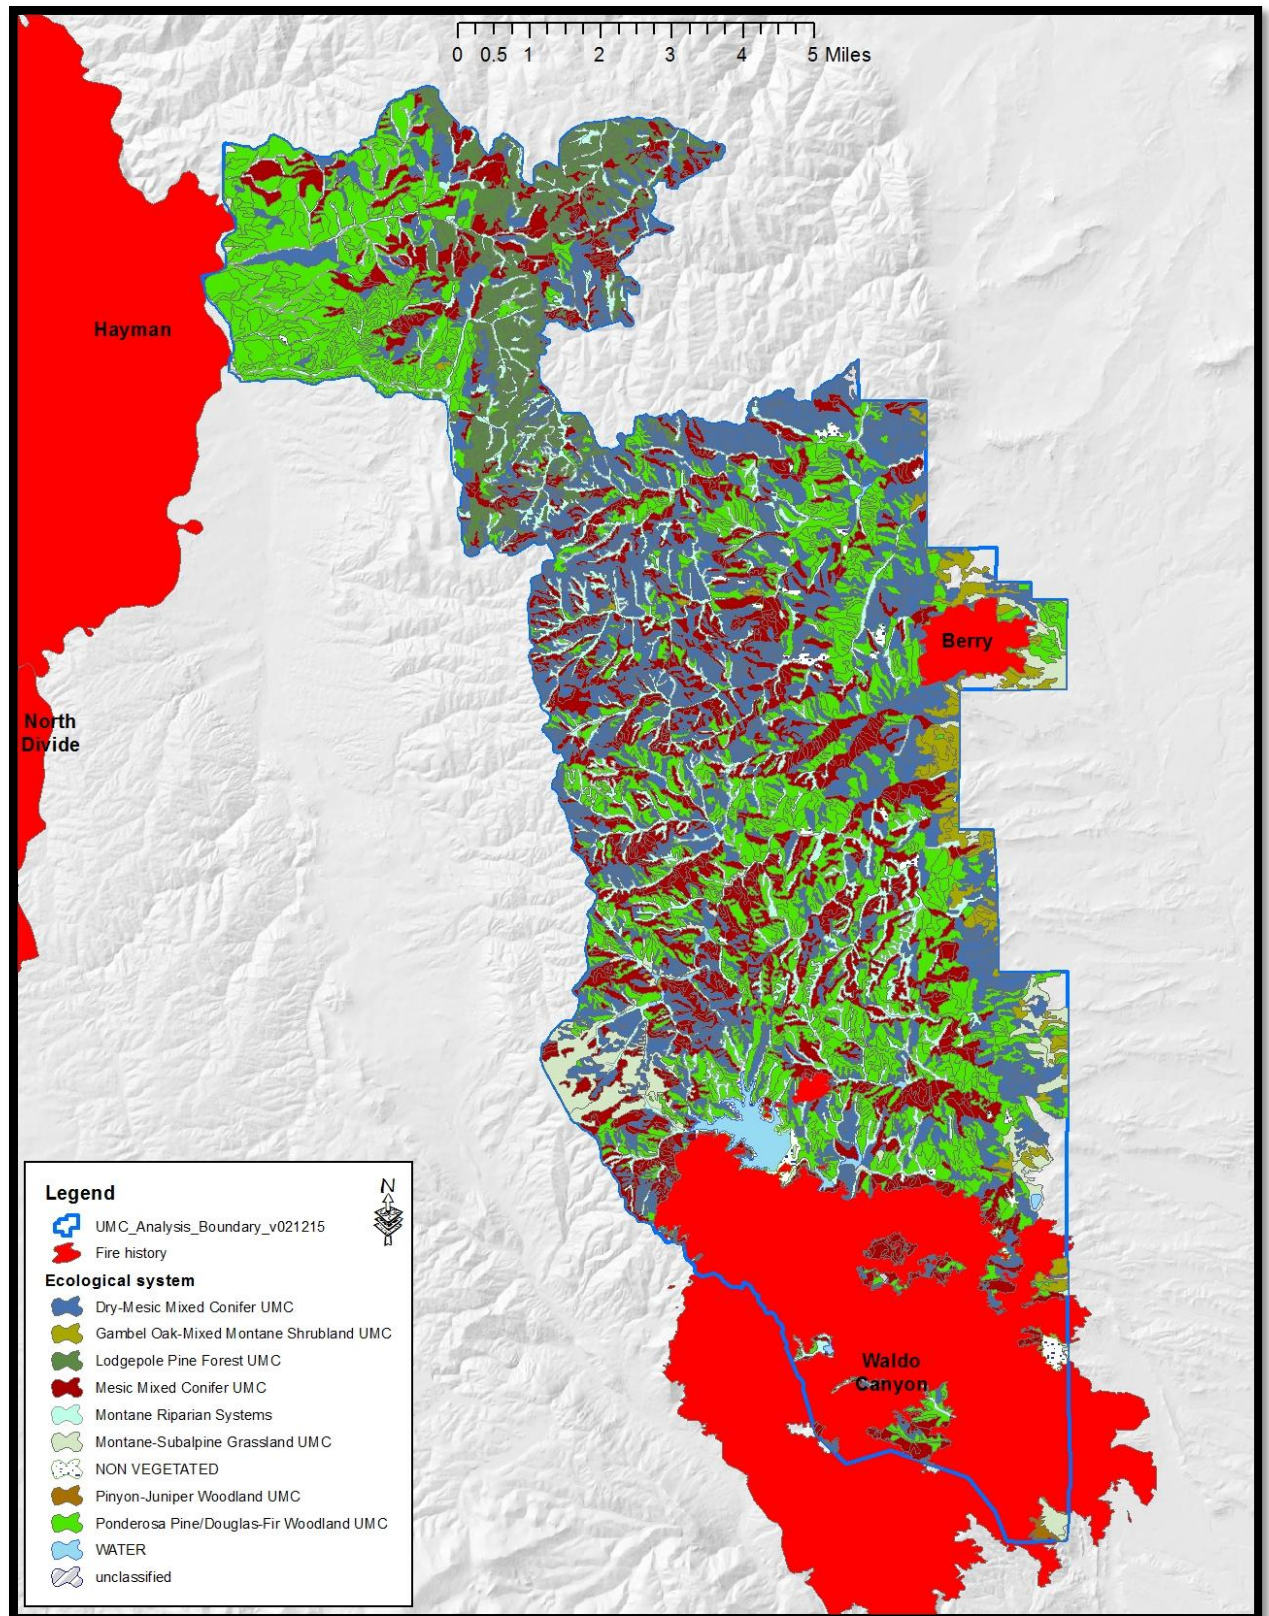 0 0.5 1 2 3 4 5 Miles
Hayman
Berry
North
Divide
Waldo
Canyon
Legend
N
UMC_Analysis_Boundary_v021215
Fire history
Ecological system
Dry-Mesic Mixed Conifer UMC
Gambel Oak-Mixed Montane Shrubland UMC
Lodgepole Pine Forest UMC
Mesic Mixed Conifer UMC
Montane Riparian Systems
Montane-Subalpine Grassland UMC
NON VEGETATED
Pinyon-Juniper Woodland UMC
Ponderosa Pine/Douglas-Fir Woodland UMC
WATER
unclassified